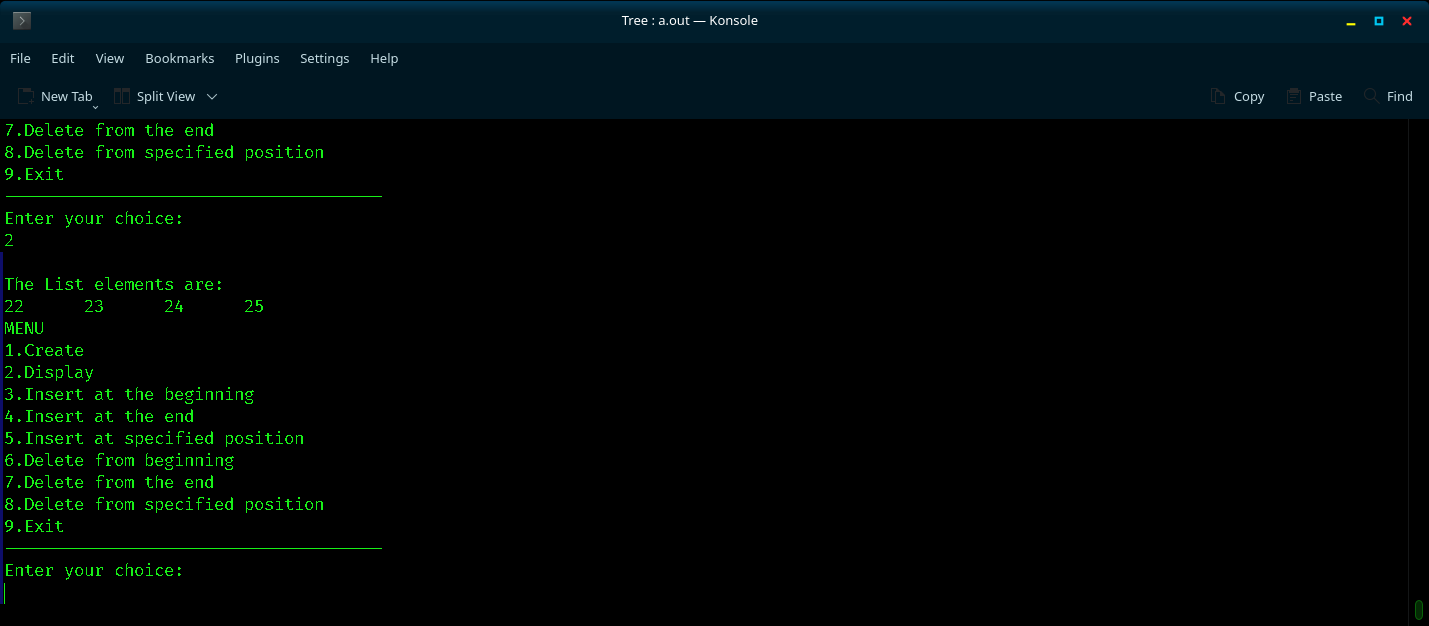 Tree : a.out — Konsole
File Edit View Bookmarks Plugins Settings Help
New Tab Split View Copy Paste Find
7.Delete from the end
8.Delete from specified position
9.Exit
Enter your choice:
2
The List elements are:
22 23 24 25
MENU
1.Create
2.Display
3.Insert at the beginning
4.Insert at the end
5.Insert at specified position
6.Delete from beginning
7.Delete from the end
8.Delete from specified position
9.Exit
Enter your choice: